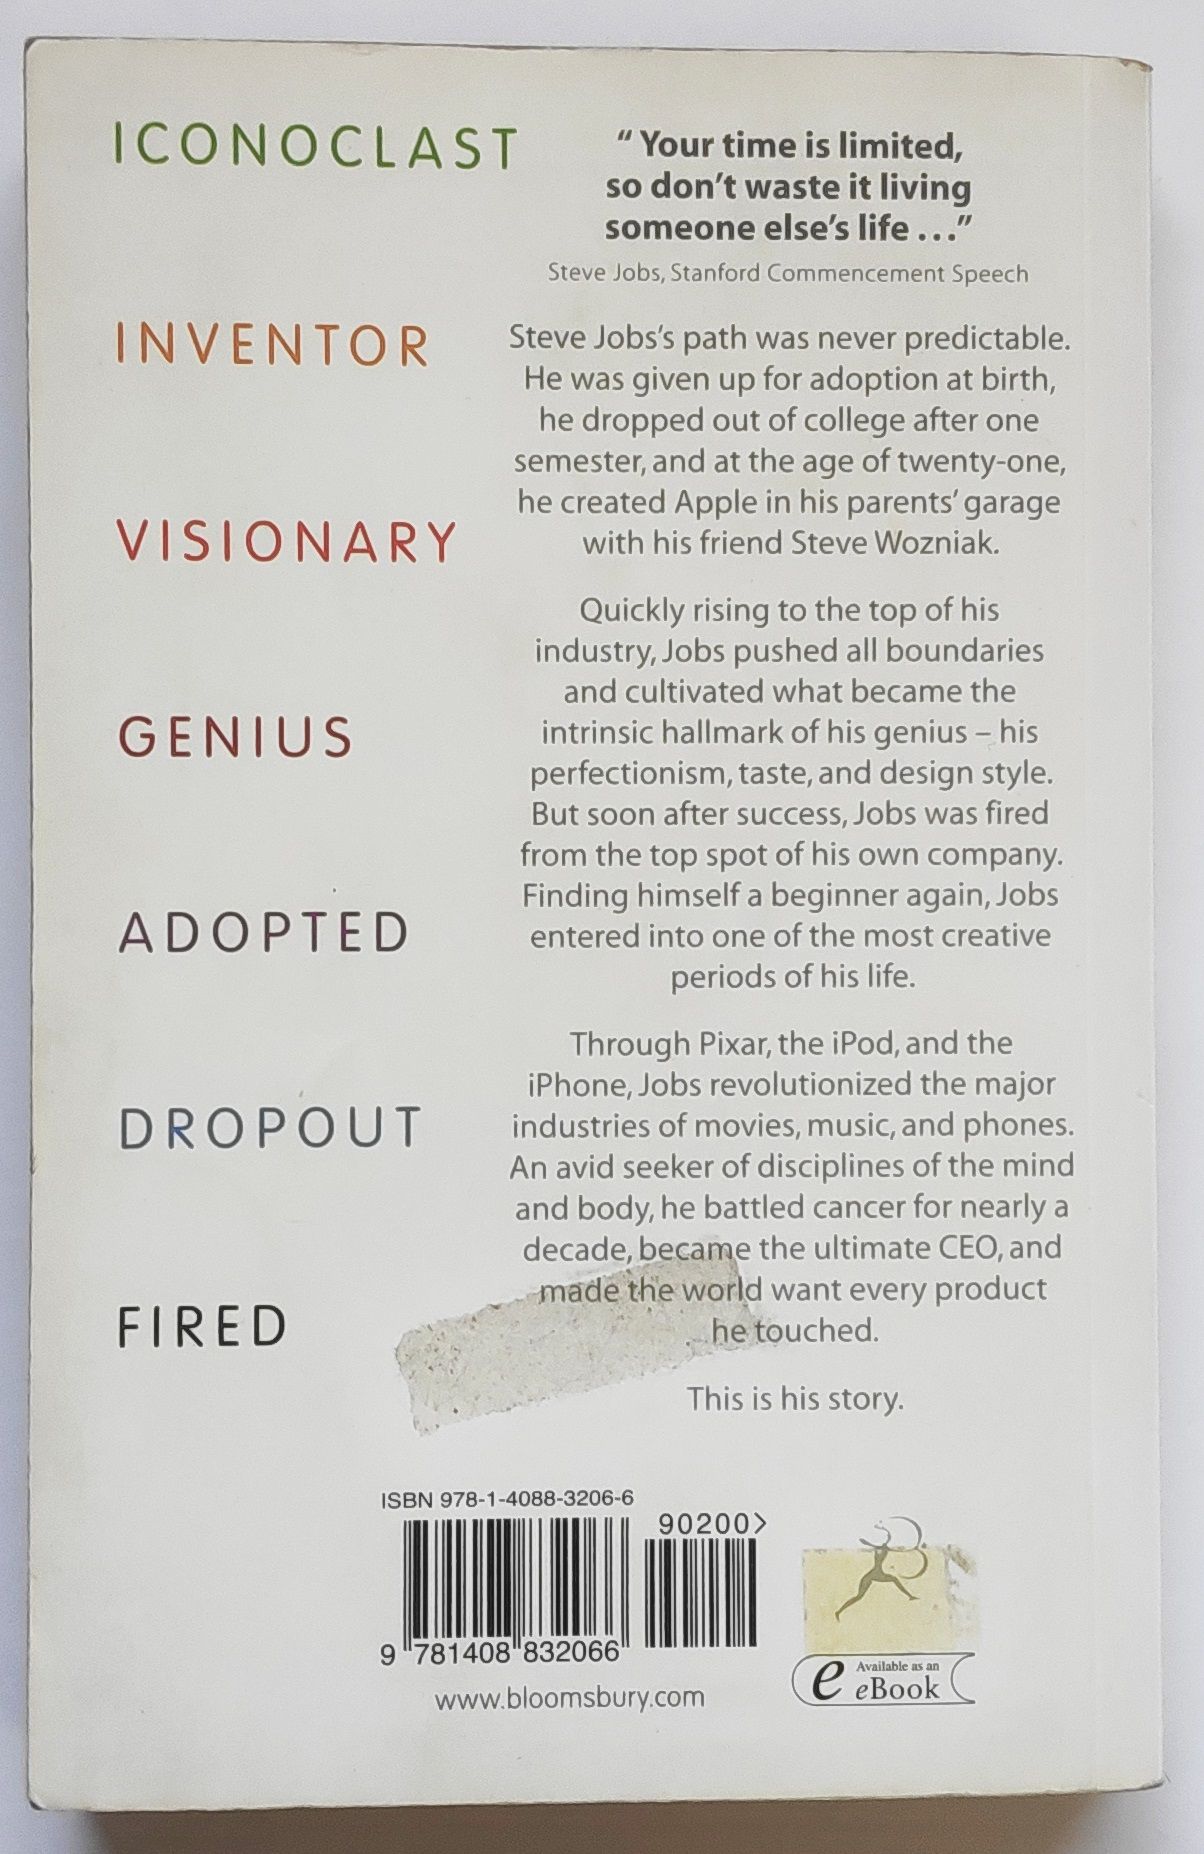 ICONOCLAST
INVENTOR
VISIONARY
GENIUS
ADOPTED
DROPOUT
FIRED
“ Your time is limited,
so don’t waste it living
someone else’s life . . .”
Steve Jobs, Stanford Commencement Speech
Steve Jobs’s path was never predictable.
He was given up for adoption at birth,
he dropped out of college after one
semester, and at the age of twenty-one,
he created Apple in his parents’ garage
with his friend Steve Wozniak.
Quickly rising to the top of his
industry, Jobs pushed all boundaries
and cultivated what became the
intrinsic hallmark of his genius – his
perfectionism, taste, and design style.
But soon after success, Jobs was fired
from the top spot of his own company.
Finding himself a beginner again, Jobs
entered into one of the most creative
periods of his life.
Through Pixar, the iPod, and the
iPhone, Jobs revolutionized the major
industries of movies, music, and phones.
An avid seeker of disciplines of the mind
and body, he battled cancer for nearly a
decade, became the ultimate CEO, and
made the world want every product
he touched.
This is his story.
ISBN 978-1-4088-3206-6
90200>
9 781408 832066
www.bloomsbury.com
e Available as an
eBook